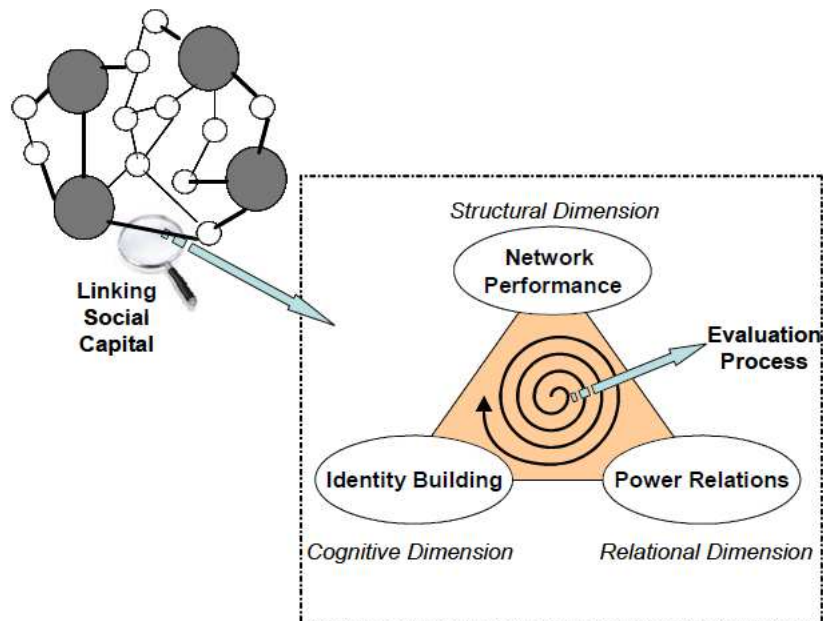 Linking
Social
Capital
Structural Dimension
Network
Performance
Evaluation
Process
Identity Building
Power Relations
Cognitive Dimension
Relational Dimension